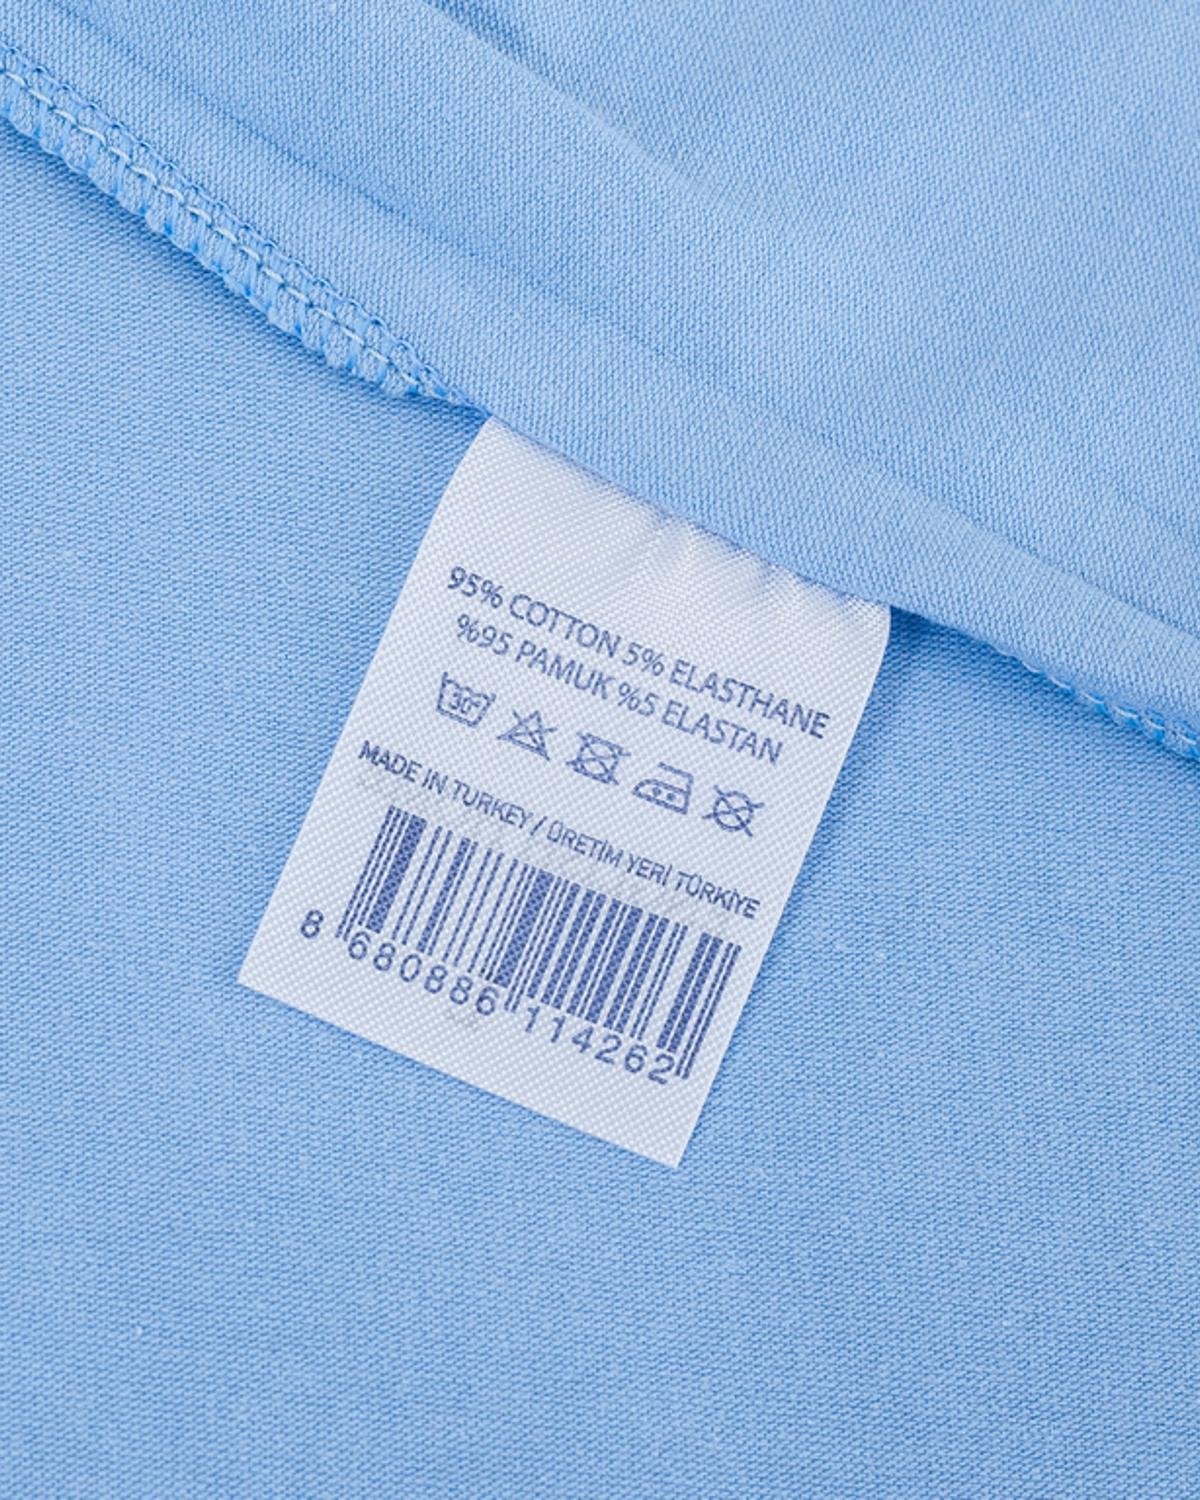 95% COTTON 5% ELASTHANE
%95 PAMUK %5 ELASTAN
30°
MADE IN TURKEY / ÜRETİM YERİ TÜRKİYE
8 680886 114262